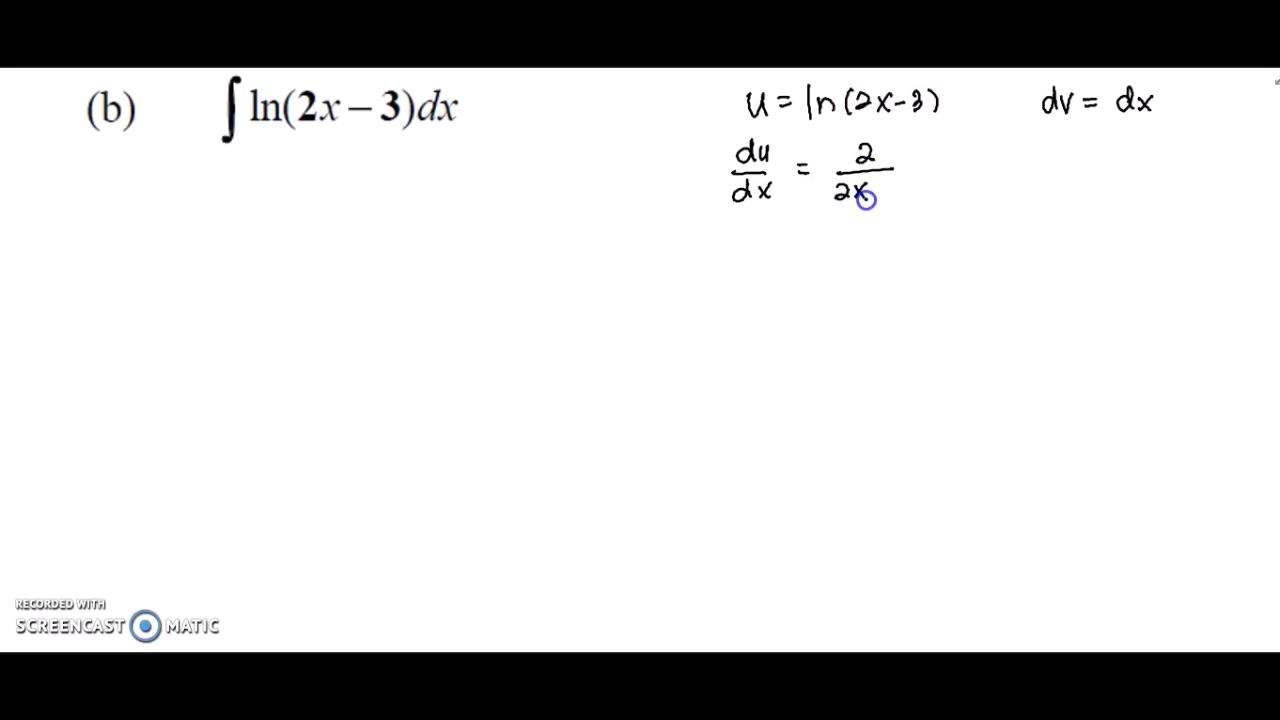 (b) ∫ ln(2x − 3)dx
u = ln(2x-3) dv = dx
du/dx = 2/2x
RECORDED WITH
SCREENCAST MATIC